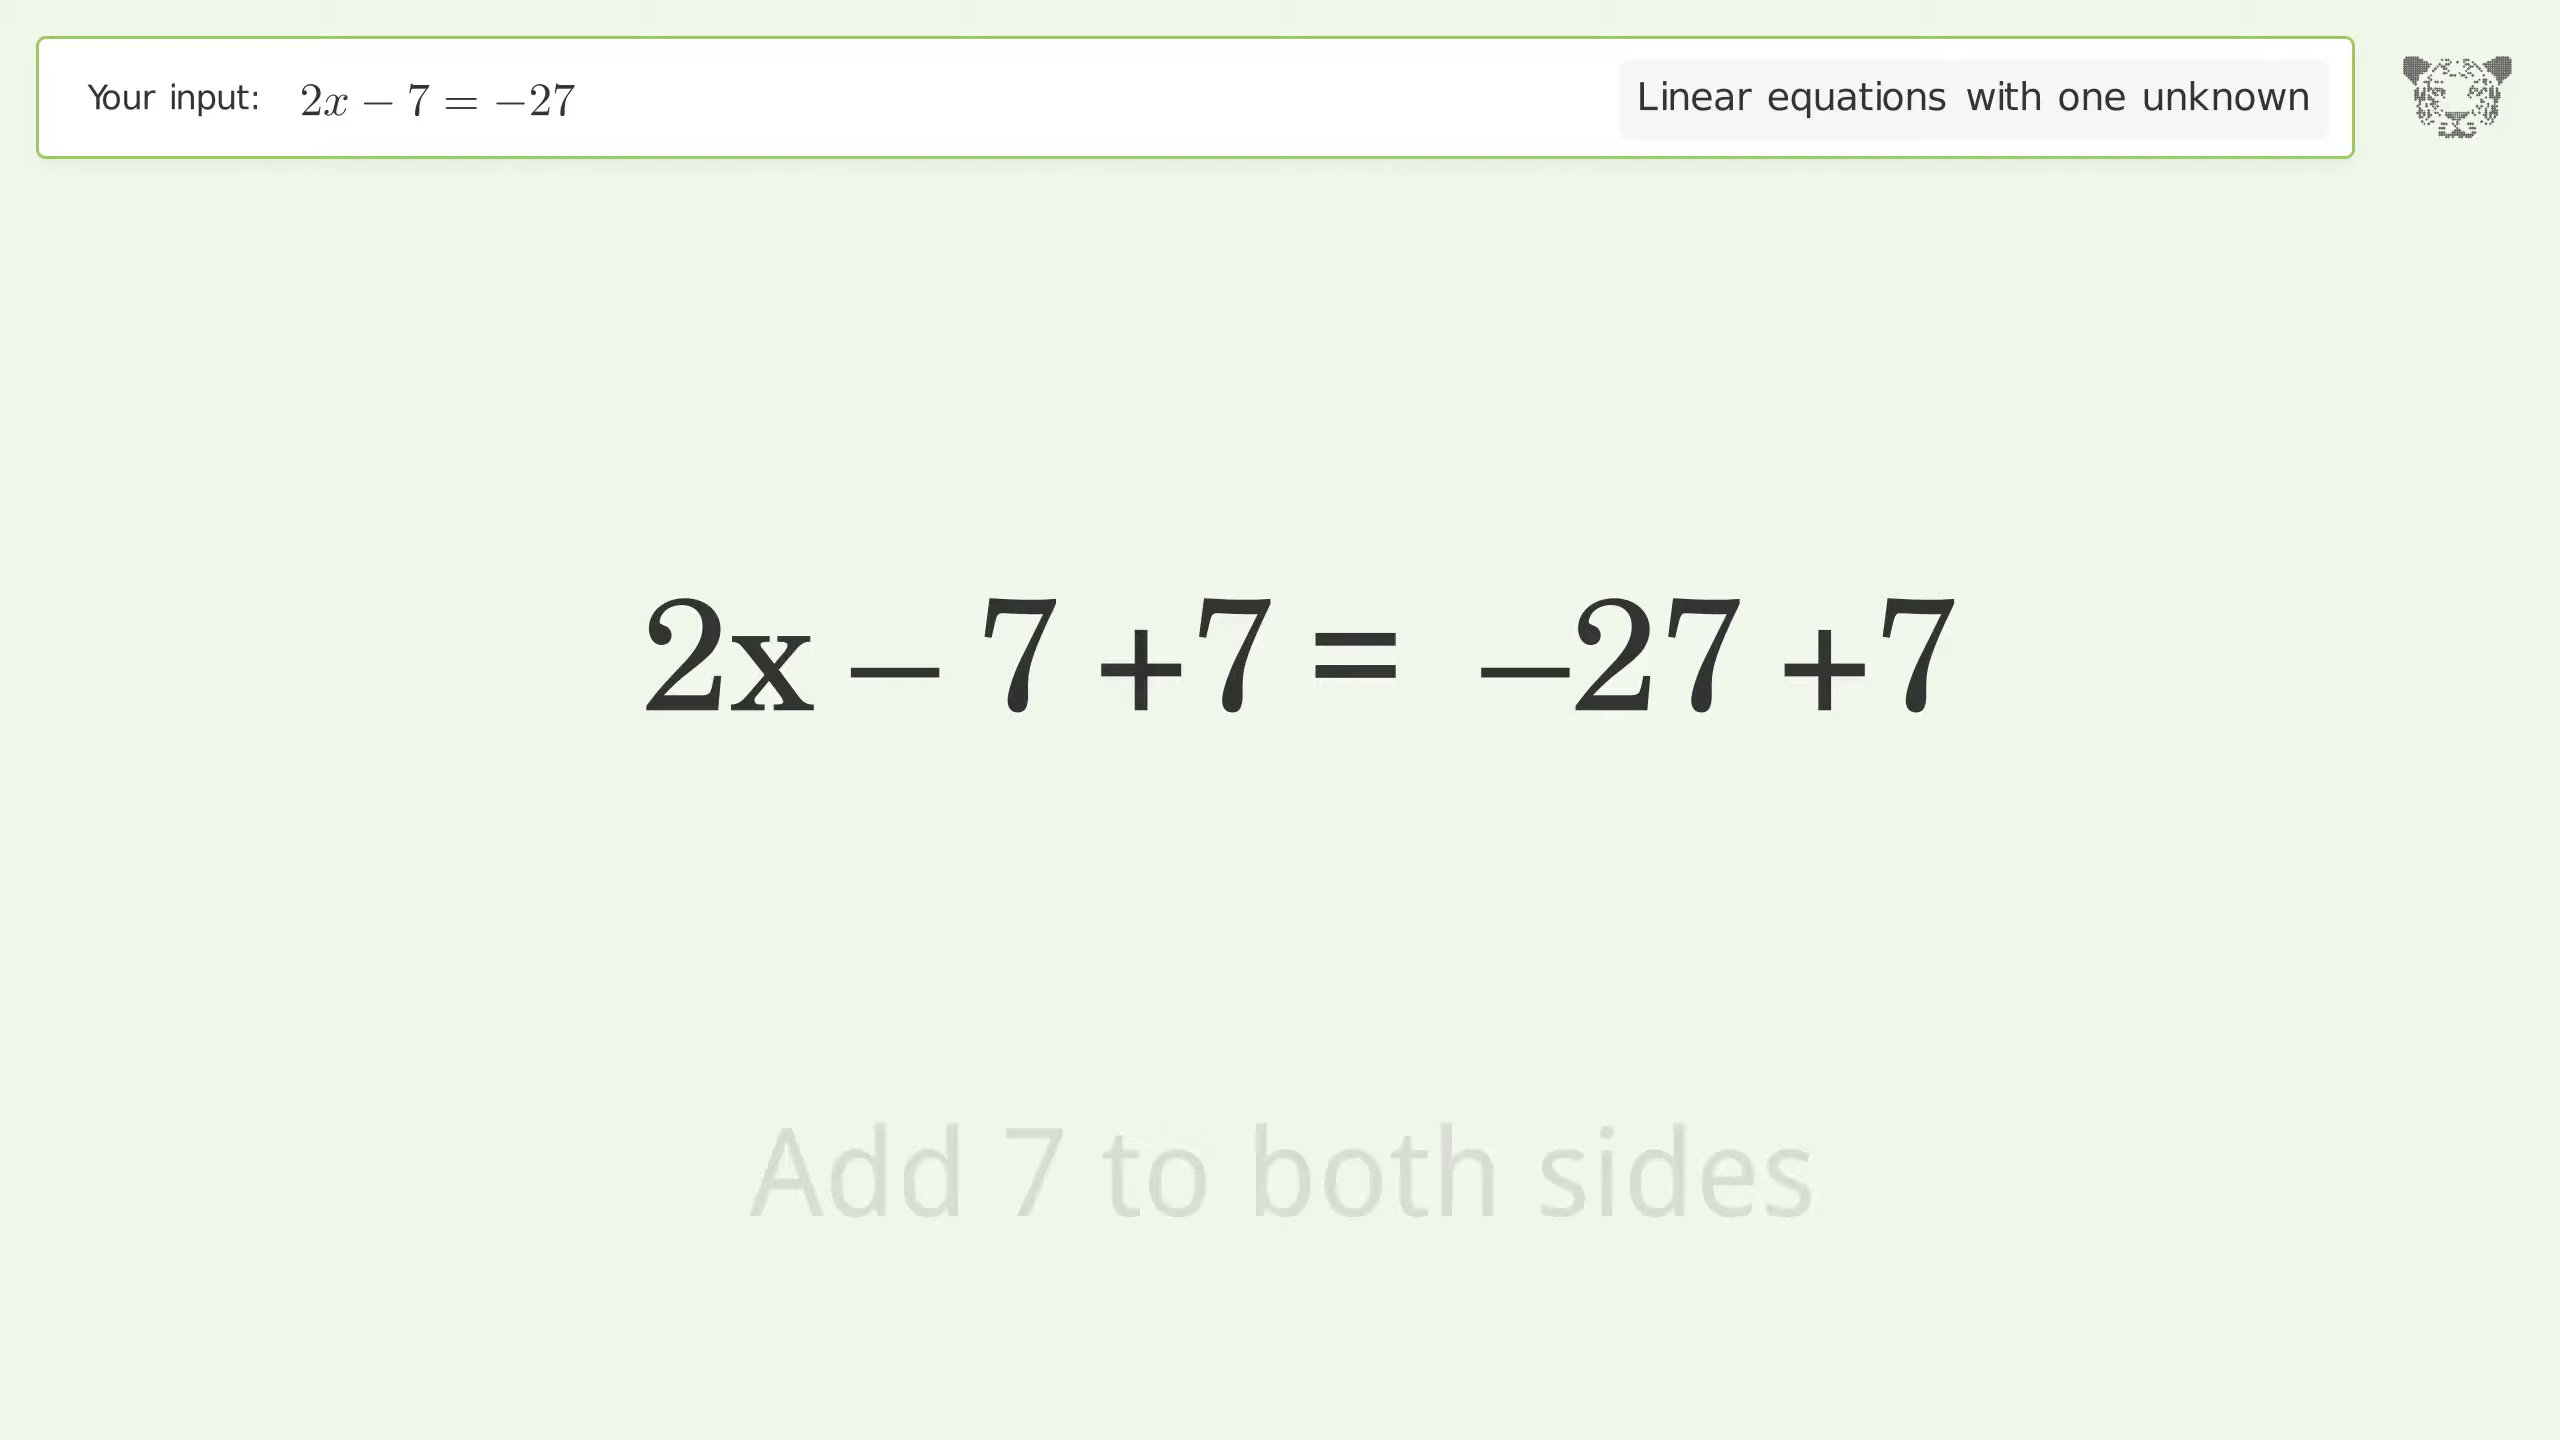 Your input: 2x − 7 = −27
Linear equations with one unknown
2x − 7 +7 = −27 +7
Add 7 to both sides